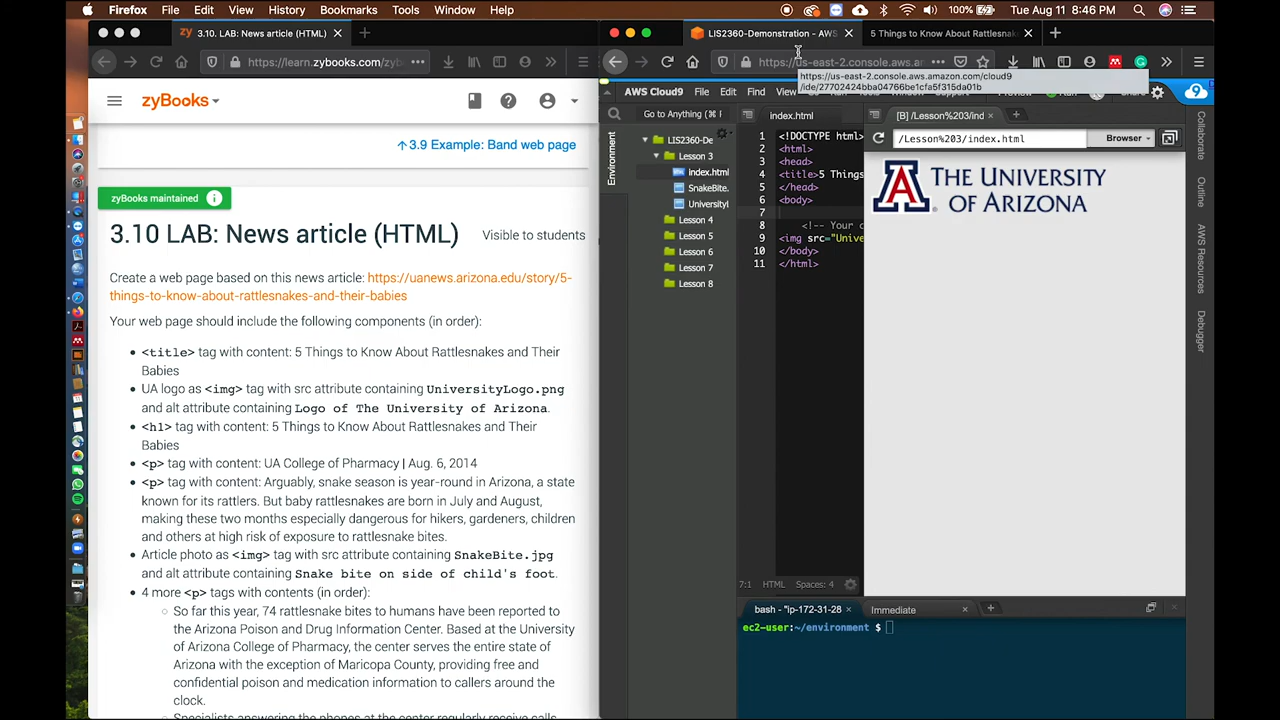 Firefox File Edit View History Bookmarks Tools Window Help 100% Tue Aug 11 8:46 PM
3.10. LAB: News article (HTML)
https://learn.zybooks.com/zyb
zyBooks
3.9 Example: Band web page
zyBooks maintained
3.10 LAB: News article (HTML) Visible to students
Create a web page based on this news article: https://uanews.arizona.edu/story/5-
things-to-know-about-rattlesnakes-and-their-babies
Your web page should include the following components (in order):
<title> tag with content: 5 Things to Know About Rattlesnakes and Their
Babies
UA logo as <img> tag with src attribute containing UniversityLogo.png
and alt attribute containing Logo of The University of Arizona.
<h1> tag with content: 5 Things to Know About Rattlesnakes and Their
Babies
<p> tag with content: UA College of Pharmacy | Aug. 6, 2014
<p> tag with content: Arguably, snake season is year-round in Arizona, a state
known for its rattlers. But baby rattlesnakes are born in July and August,
making these two months especially dangerous for hikers, gardeners, children
and others at high risk of exposure to rattlesnake bites.
Article photo as <img> tag with src attribute containing SnakeBite.jpg
and alt attribute containing Snake bite on side of child's foot.
4 more <p> tags with contents (in order):
So far this year, 74 rattlesnake bites to humans have been reported to
the Arizona Poison and Drug Information Center. Based at the University
of Arizona College of Pharmacy, the center serves the entire state of
Arizona with the exception of Maricopa County, providing free and
confidential poison and medication information to callers around the
clock.
Specialists answering the phones at the center regularly receive calls
LIS2360-Demonstration - AWS
5 Things to Know About Rattlesnak
https://us-east-2.console.aws.am
https://us-east-2.console.aws.amazon.com/cloud9
/ide/27702424bba04766be1cfa5f315da01b
AWS Cloud9 File Edit Find
Go to Anything (⌘
index.html
[B] /Lesson%203/ind
/Lesson%203/index.html
Browser
Environment
LIS2360-De
Lesson 3
index.html
SnakeBite.
Universityl
Lesson 4
Lesson 5
Lesson 6
Lesson 7
Lesson 8
1 <!DOCTYPE html>
2 <html>
3 <head>
4 <title>5 Things
5 </head>
6 <body>
7
8 <!-- Your c
9 <img src="Unive
10 </body>
11 </html>
7:1 HTML Spaces: 4
A THE UNIVERSITY
OF ARIZONA
Collaborate
Outline
AWS Resources
Debugger
bash - "ip-172-31-28
Immediate
ec2-user:~/environment $